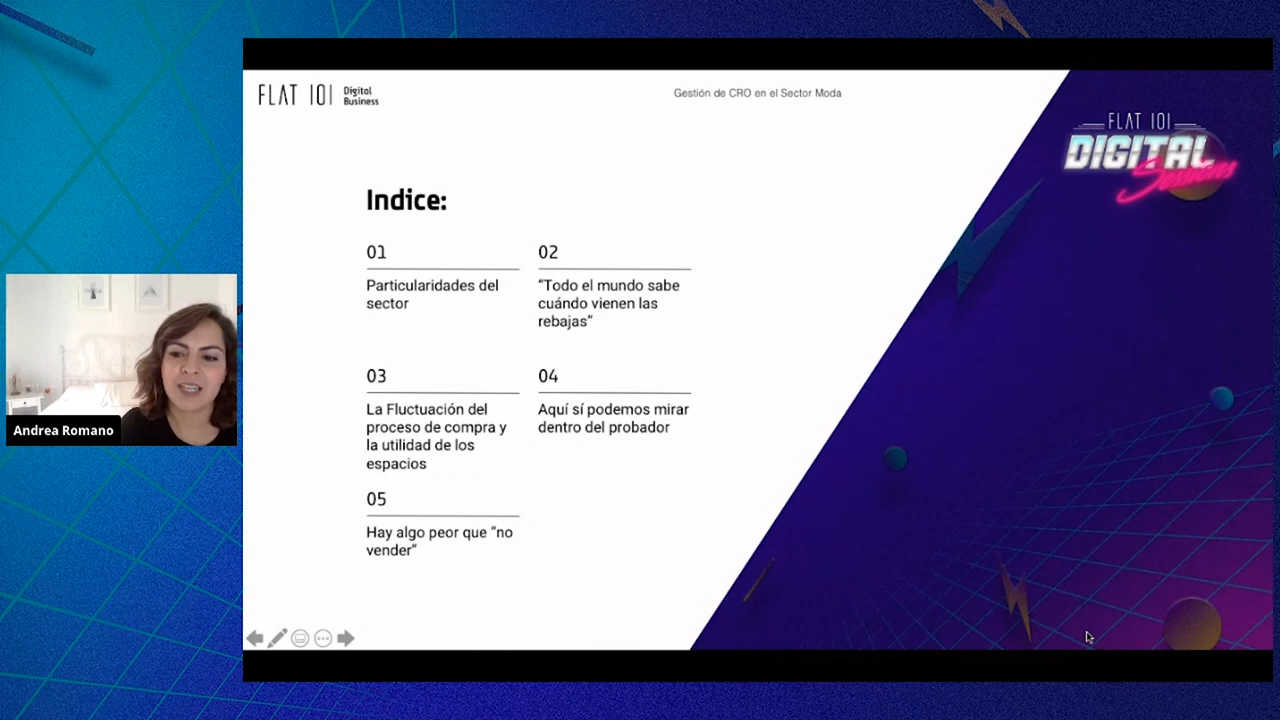 FLAT 101 Digital
Business
Gestión de CRO en el Sector Moda
FLAT 101
DIGITAL
Sessions
Indice:
01
Particularidades del
sector
02
“Todo el mundo sabe
cuándo vienen las
rebajas”
03
La Fluctuación del
proceso de compra y
la utilidad de los
espacios
04
Aquí sí podemos mirar
dentro del probador
05
Hay algo peor que “no
vender”
Andrea Romano